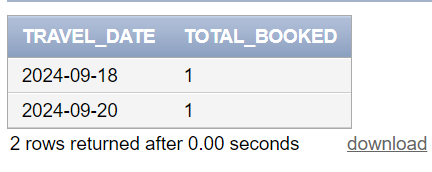 TRAVEL_DATE TOTAL_BOOKED
2024-09-18 1
2024-09-20 1
2 rows returned after 0.00 seconds download